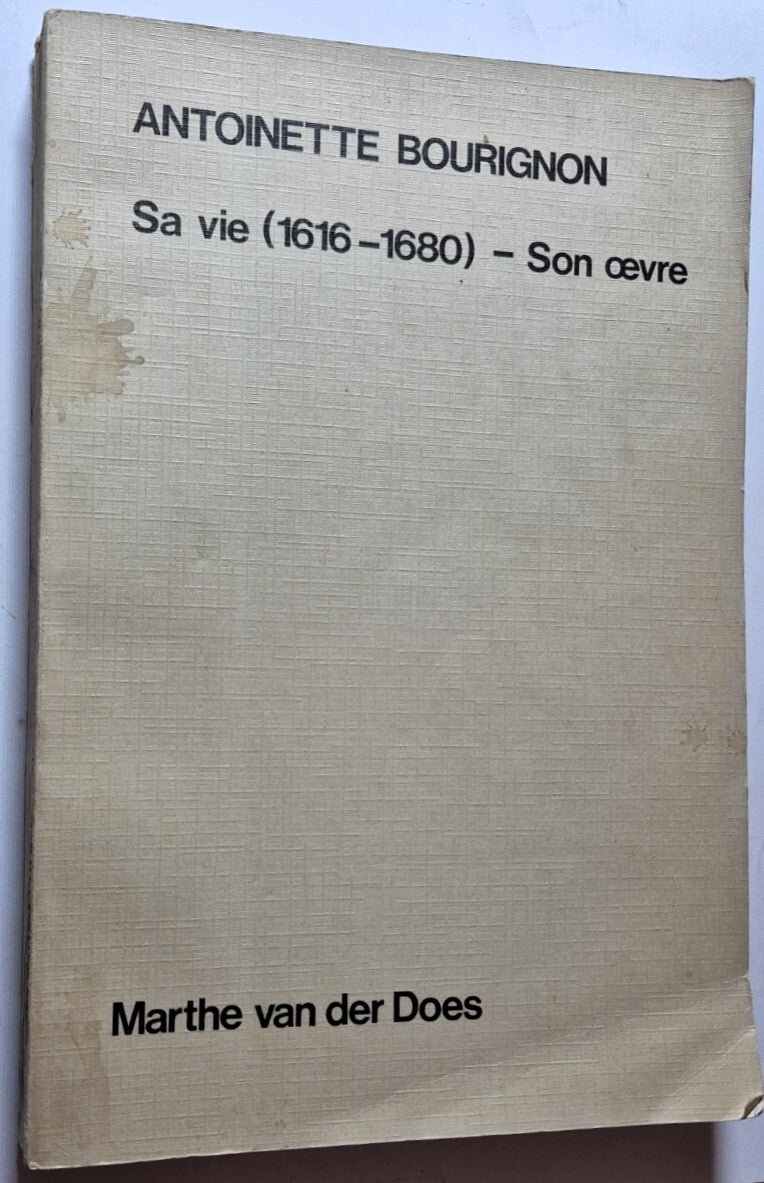 ANTOINETTE BOURIGNON
Sa vie (1616–1680) – Son œvre
Marthe van der Does